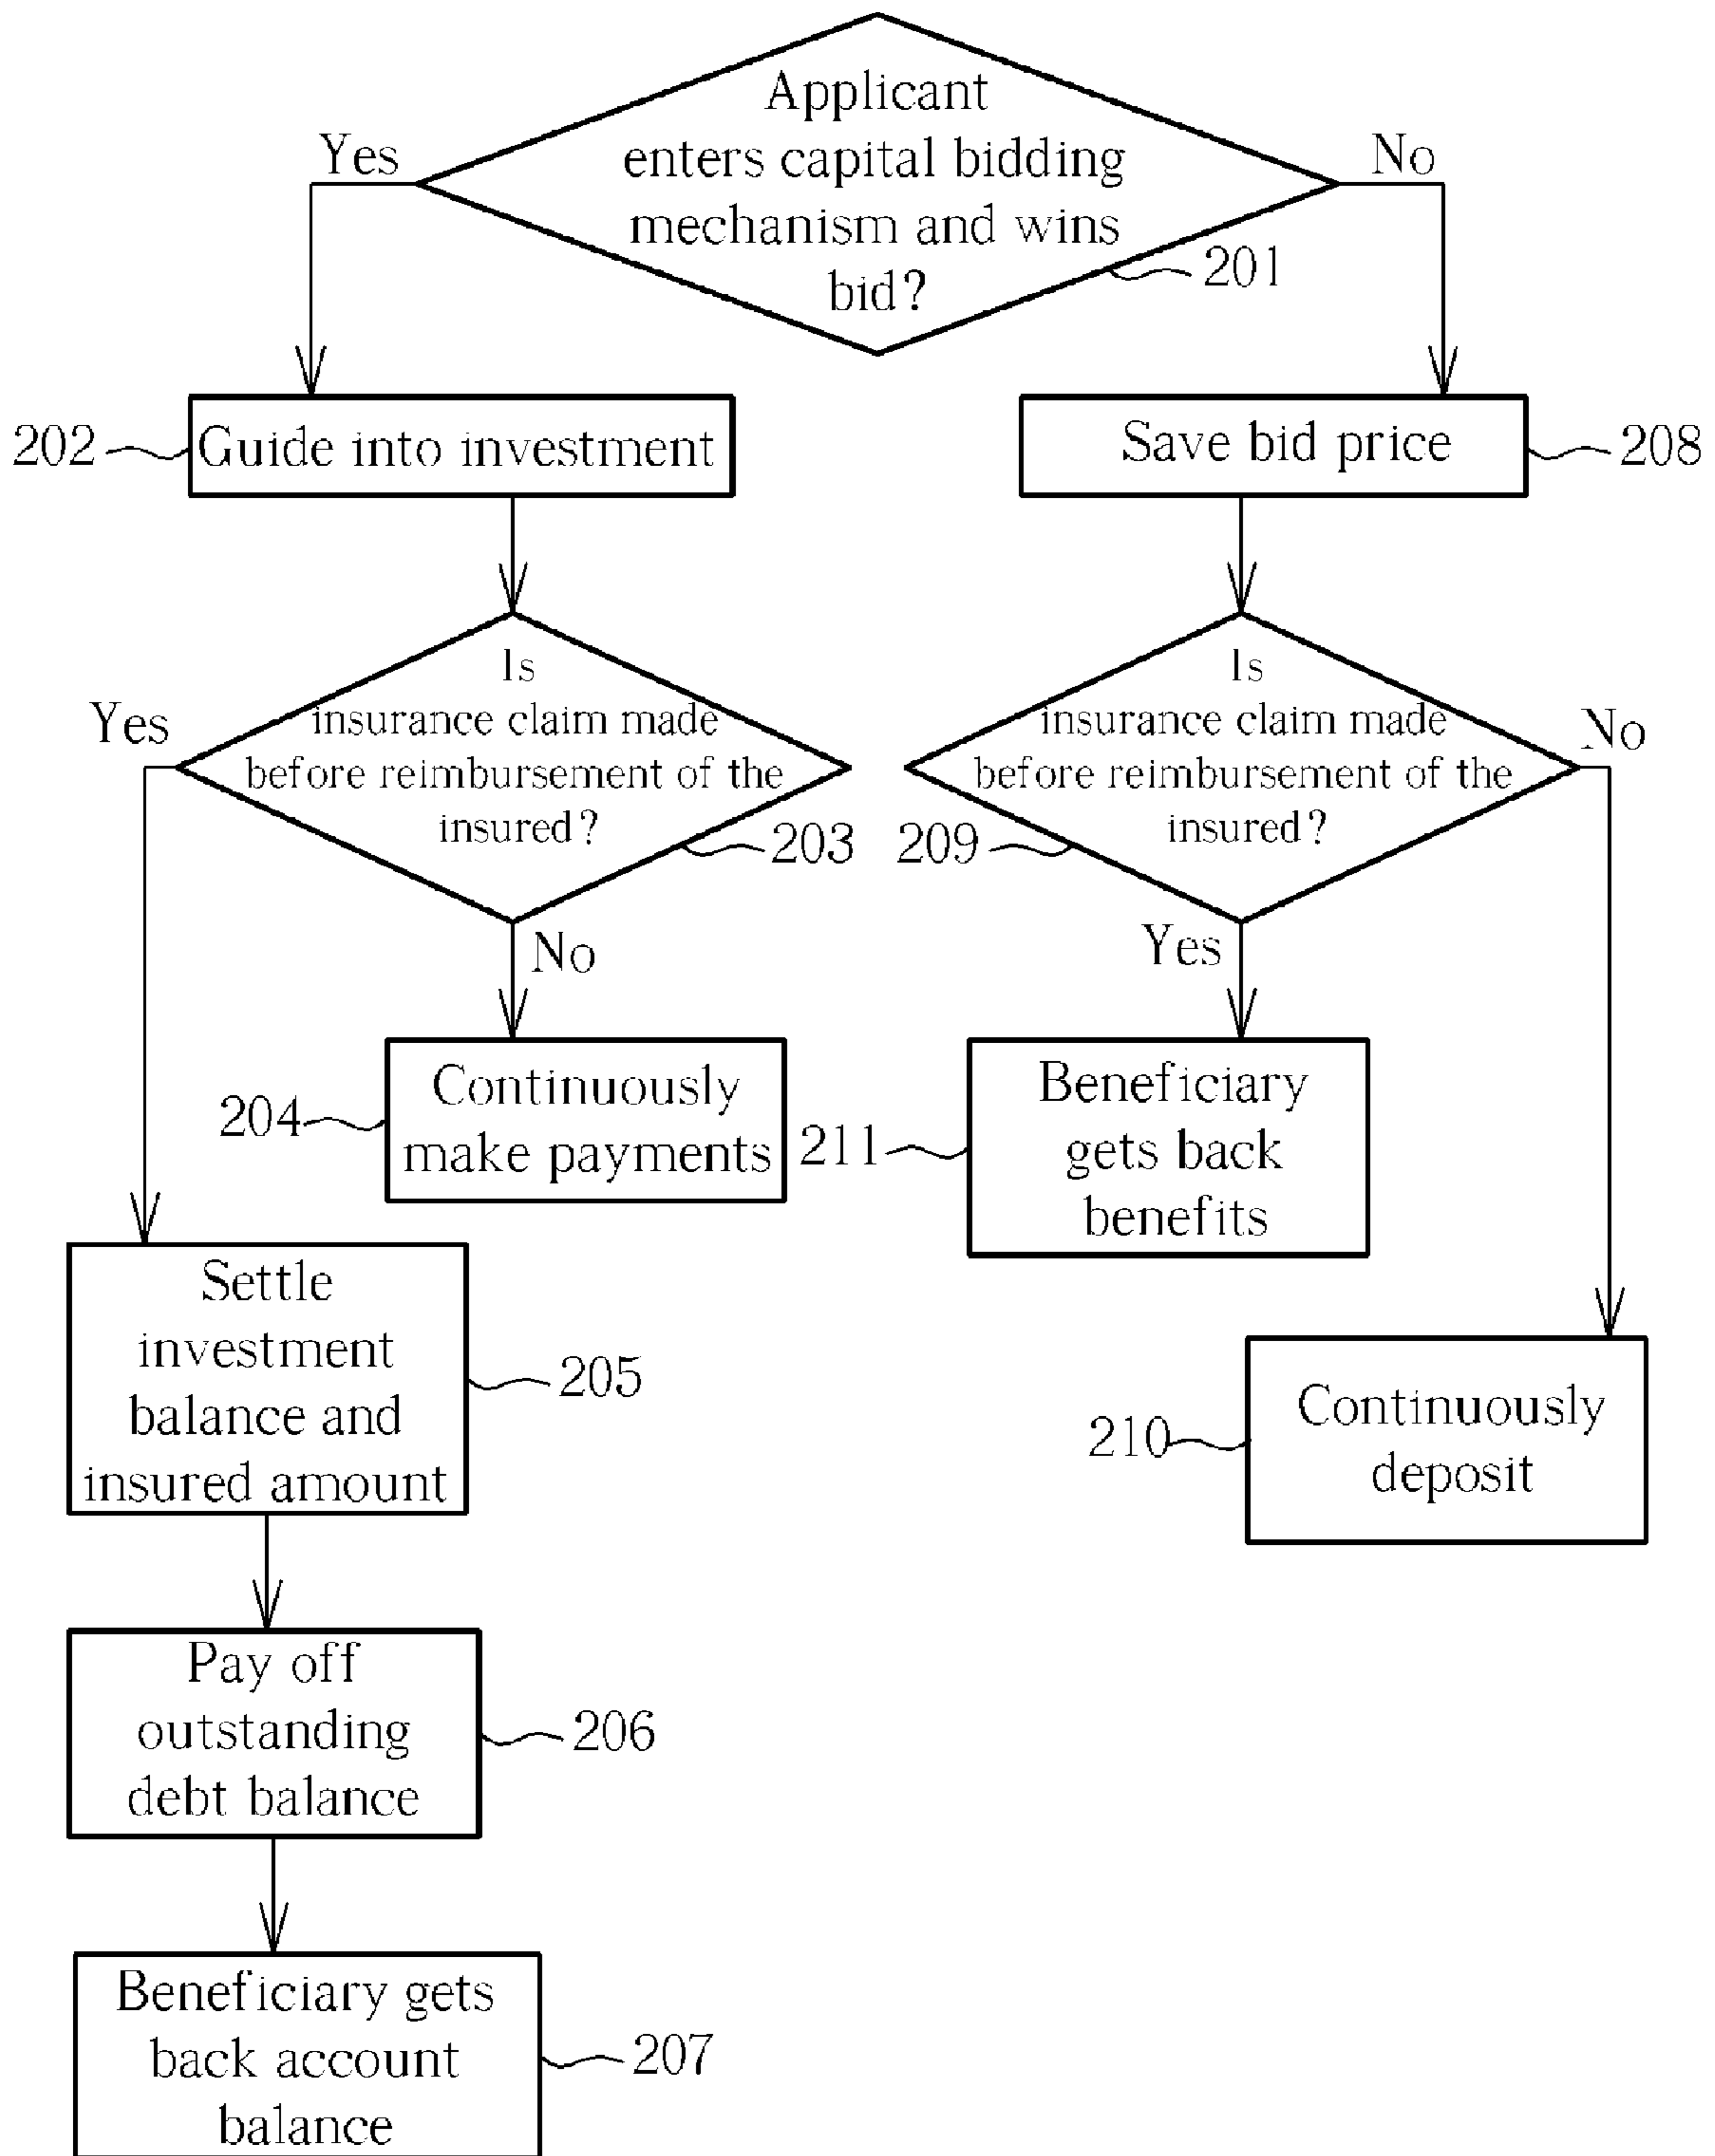 Applicant
enters capital bidding
mechanism and wins
bid?
Yes
No
201
202
Guide into investment
Save bid price
208
Is
insurance claim made
before reimbursement of the
insured?
Yes
203
No
Is
insurance claim made
before reimbursement of the
insured?
No
209
Yes
204
Continuously
make payments
211
Beneficiary
gets back
benefits
Settle
investment
balance and
insured amount
205
210
Continuously
deposit
Pay off
outstanding
debt balance
206
Beneficiary gets
back account
balance
207